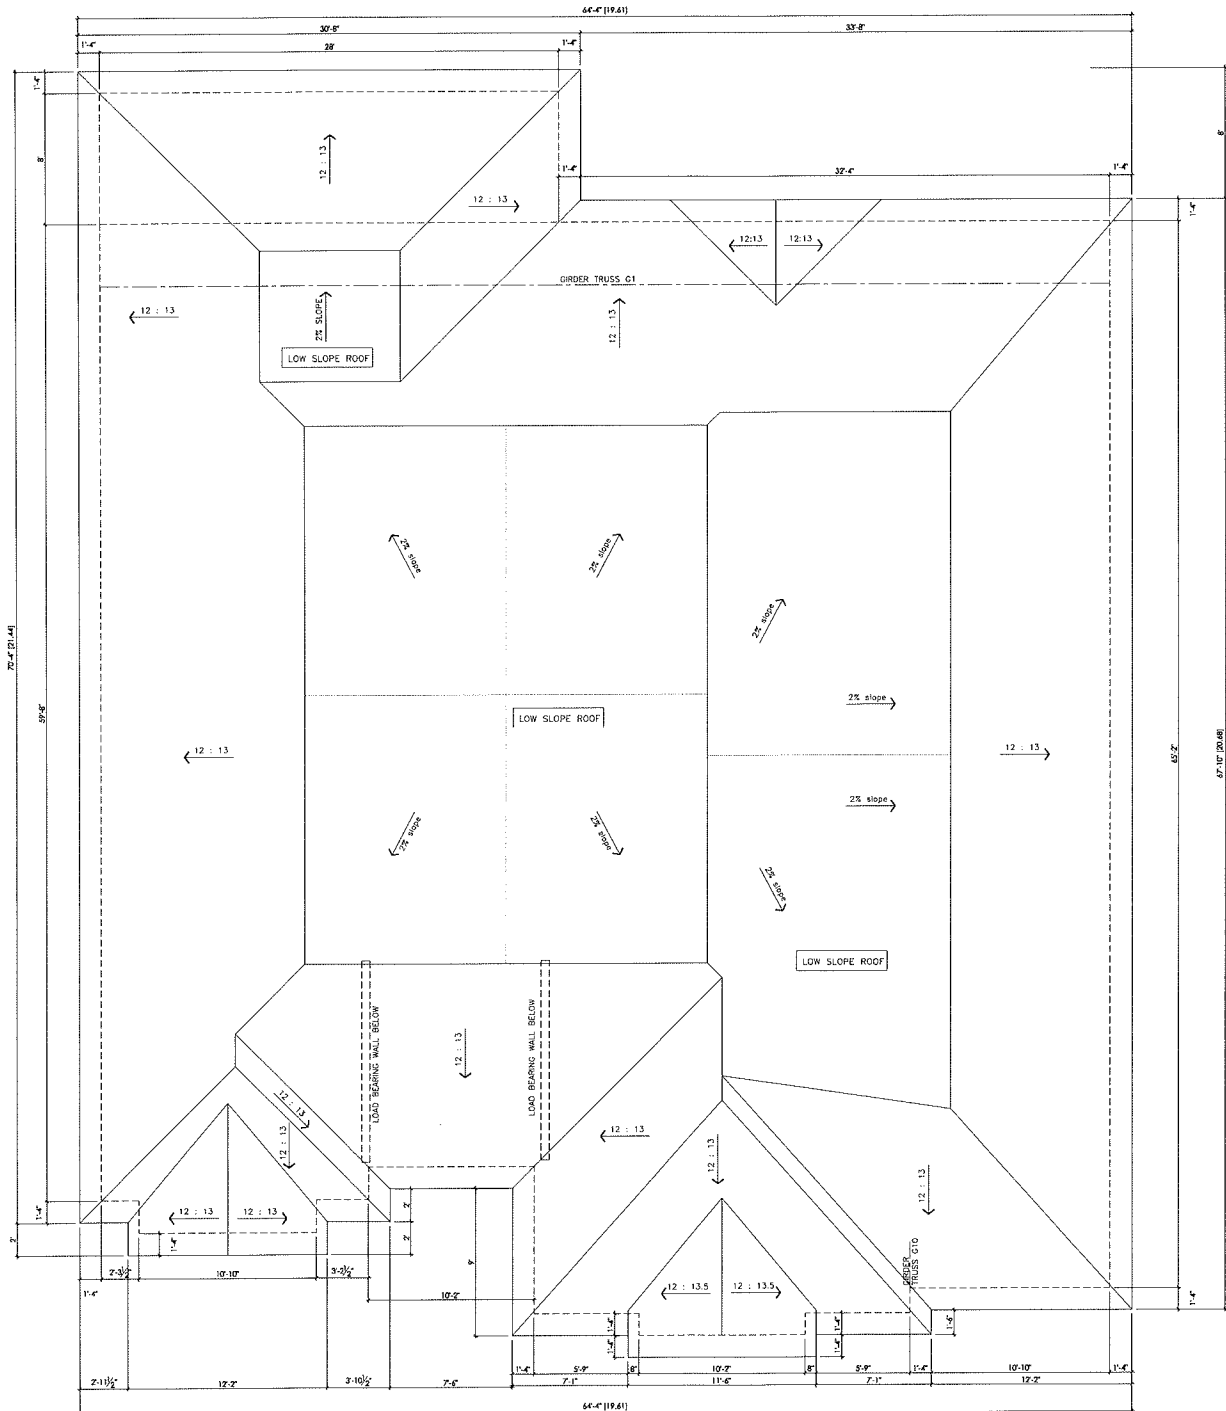 64'-4" [19.61]
30'-8"
33'-8"
1'-4"
28'
1'-4"
1'-4"
8'
12 : 13
12 : 13
1'-4"
32'-4"
1'-4"
8'
1'-4"
12:13
12:13
GIRDER TRUSS G1
12 : 13
2% SLOPE
12 : 13
LOW SLOPE ROOF
2% slope
2% slope
2% slope
70'-4" [21.44]
59'-8"
2% slope
LOW SLOPE ROOF
12 : 13
12 : 13
65'-2"
67'-10" [20.68]
2% slope
2% slope
2% slope
2% slope
LOW SLOPE ROOF
LOAD BEARING WALL BELOW
LOAD BEARING WALL BELOW
12 : 13
12 : 13
12 : 13
12 : 13
12 : 13
12 : 13
1'-4"
2'
12 : 13
12 : 13
1'-4"
2'
2'
9'
GIRDER TRUSS G10
12 : 13.5
12 : 13.5
1'-4"
2'-3½"
10'-10"
3'-2½"
1'-4"
10'-2"
1'-4"
1'-4"
1'-4"
1'-4"
1'-6"
1'-4"
5'-9"
8"
10'-2"
8"
5'-9"
1'-4"
10'-10"
1'-4"
2'-11½"
12'-2"
3'-10½"
7'-6"
7'-1"
11'-6"
7'-1"
12'-2"
64'-4" [19.61]